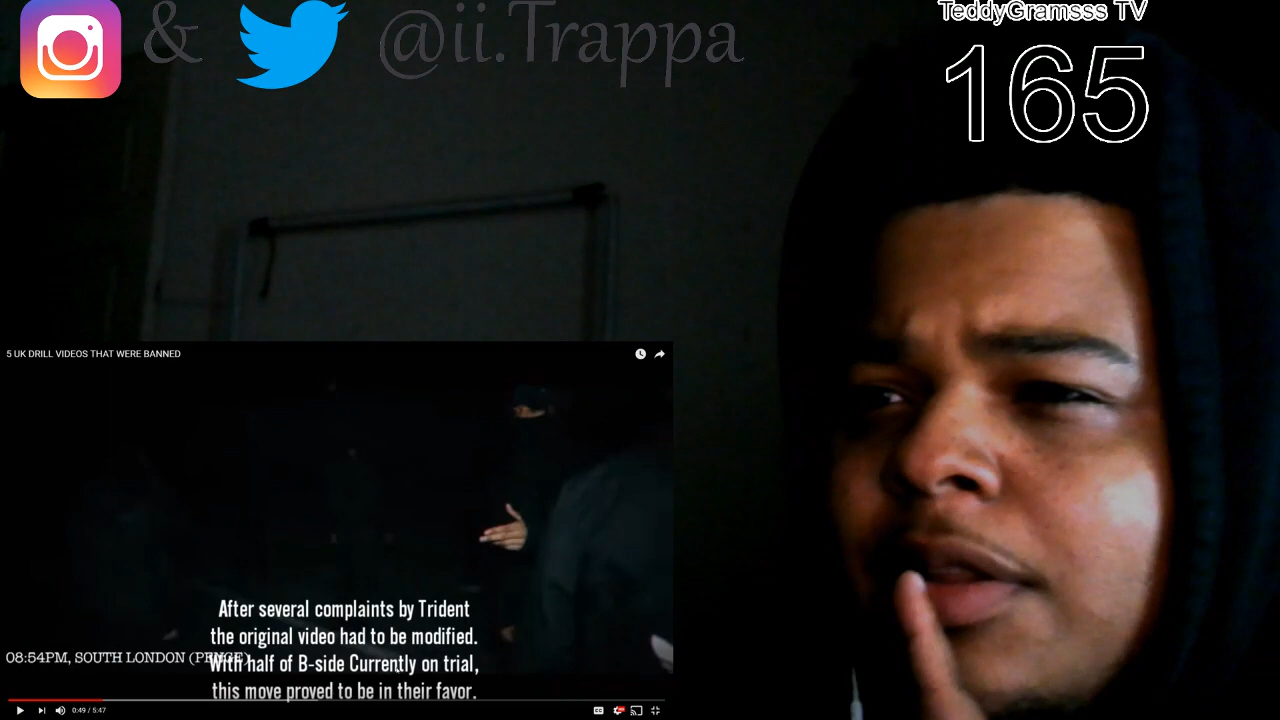 & @ii.Trappa
TeddyGramsss TV
165
5 UK DRILL VIDEOS THAT WERE BANNED
After several complaints by Trident
the original video had to be modified.
08:54PM, SOUTH LONDON (PENGE)
With half of B-side Currently on trial,
this move proved to be in their favor.
0:49 / 5:47